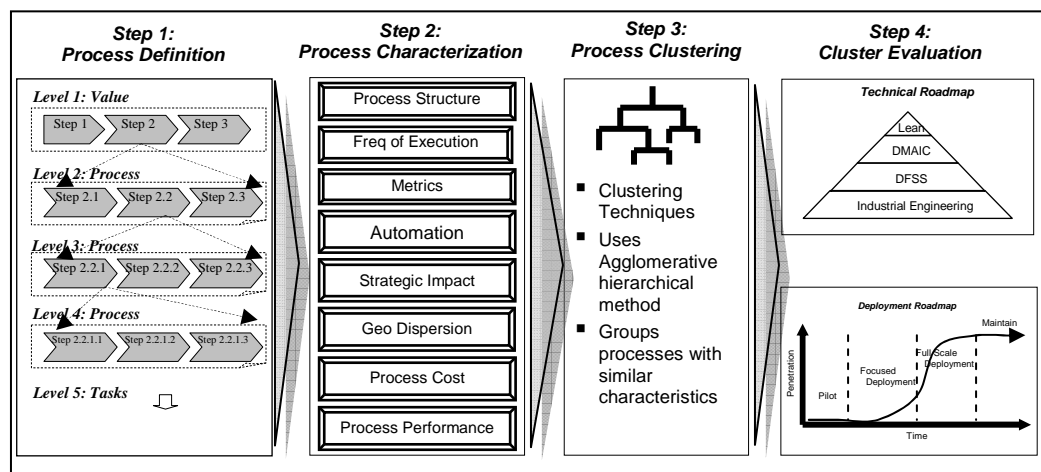 Step 1:
Process Definition
Level 1: Value
Step 1
Step 2
Step 3
Level 2: Process
Step 2.1
Step 2.2
Step 2.3
Level 3: Process
Step 2.2.1
Step 2.2.2
Step 2.2.3
Level 4: Process
Step 2.2.1.1
Step 2.2.1.2
Step 2.2.1.3
Level 5: Tasks
Step 2:
Process Characterization
Process Structure
Freq of Execution
Metrics
Automation
Strategic Impact
Geo Dispersion
Process Cost
Process Performance
Step 3:
Process Clustering
▪ Clustering
Techniques
▪ Uses
Agglomerative
hierarchical
method
▪ Groups
processes with
similar
characteristics
Step 4:
Cluster Evaluation
Technical Roadmap
Lean
DMAIC
DFSS
Industrial Engineering
Deployment Roadmap
Penetration
Pilot
Focused
Deployment
Full-Scale
Deployment
Maintain
Time